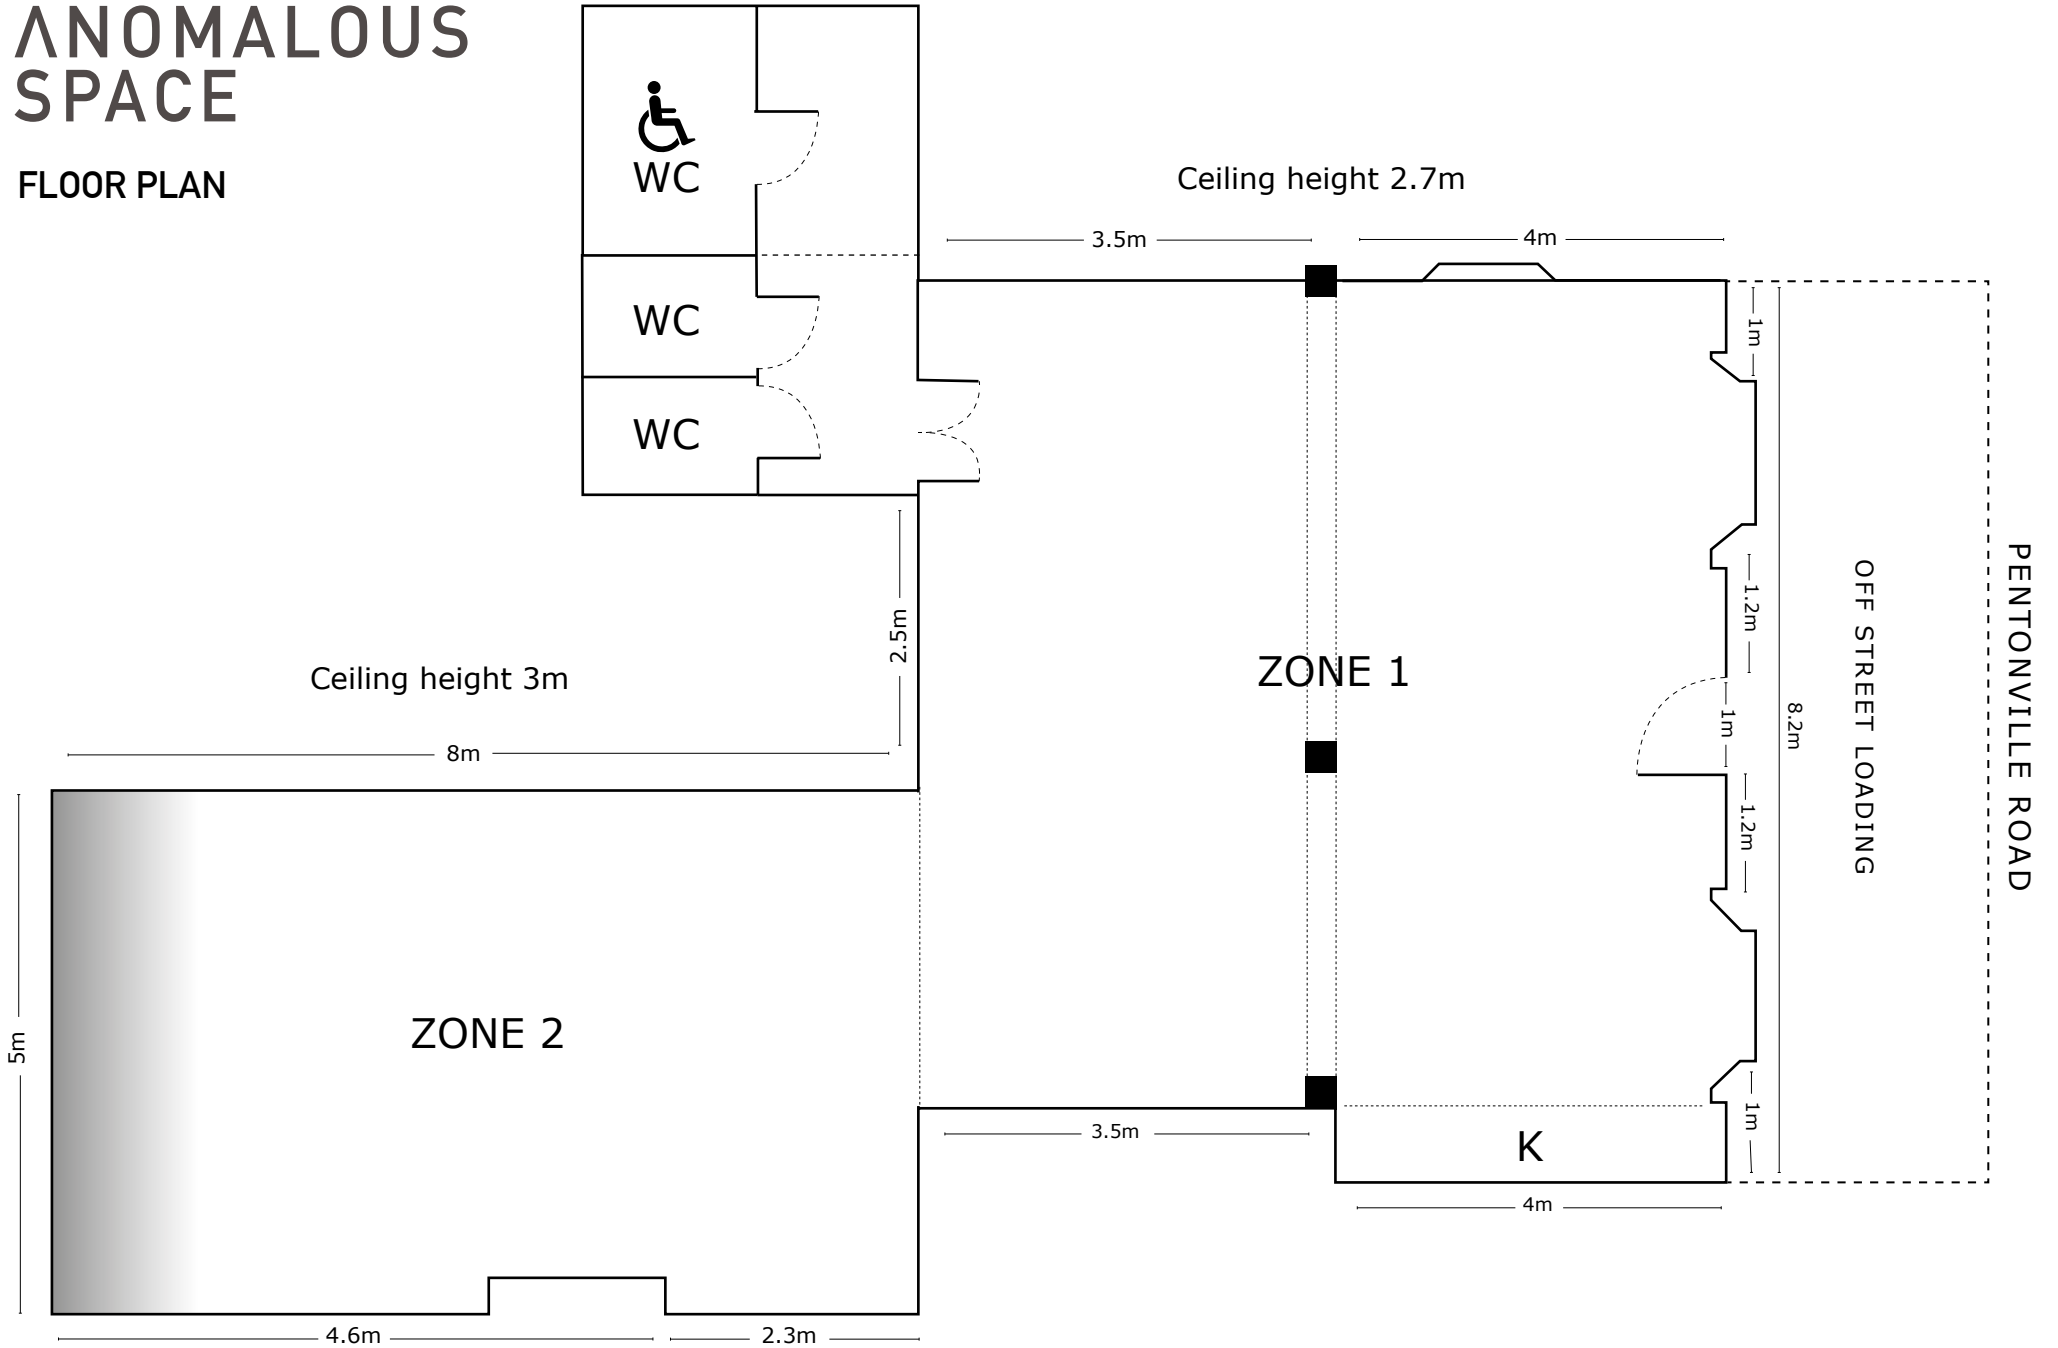 ANOMALOUS
SPACE
FLOOR PLAN
WC
Ceiling height 2.7m
3.5m
4m
WC
1m
WC
1.2m
2.5m
ZONE 1
OFF STREET LOADING
PENTONVILLE ROAD
Ceiling height 3m
1m
8.2m
8m
1.2m
ZONE 2
5m
3.5m
K
1m
4m
4.6m
2.3m